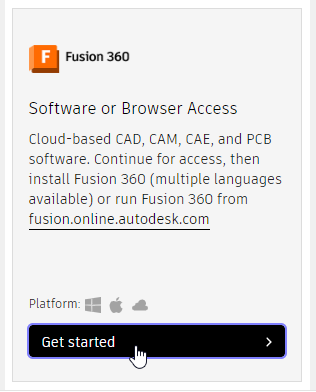 F Fusion 360
Software or Browser Access
Cloud-based CAD, CAM, CAE, and PCB
software. Continue for access, then
install Fusion 360 (multiple languages
available) or run Fusion 360 from
fusion.online.autodesk.com
Platform:
Get started